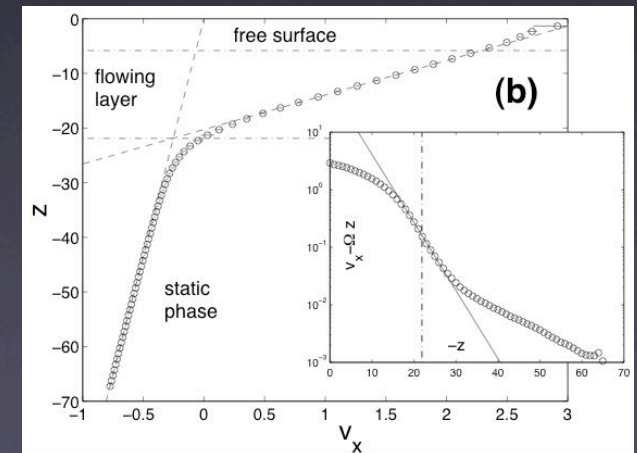 0
-10
-20
-30
-40
-50
-60
-70
z
free surface
flowing
layer
(b)
static
phase
10^1
10^0
10^-1
10^-2
10^-3
v_x-Ω z
-z
0 10 20 30 40 50 60 70
-1 -0.5 0 0.5 1 1.5 2 2.5 3
v_x